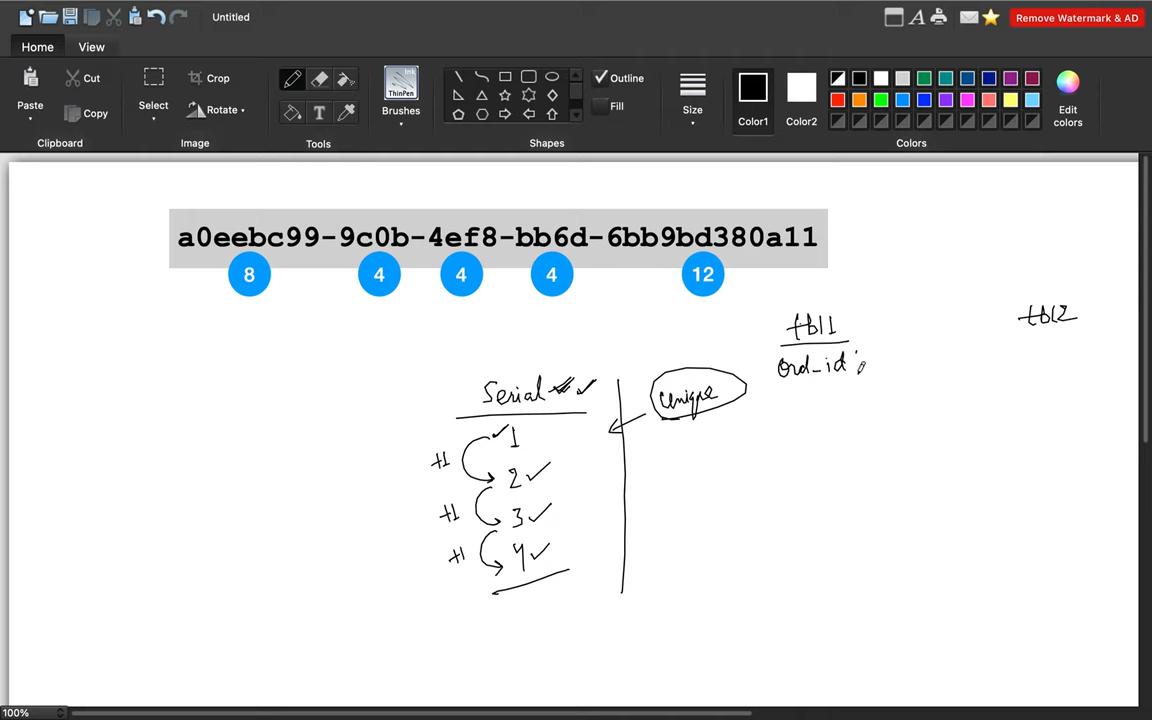 Untitled
Remove Watermark & AD
Home View
Paste Cut Copy Select Crop Rotate Ink ThinPen Brushes Outline Fill Size Color1 Color2 Edit colors
Clipboard Image Tools Shapes Colors
a0eebc99-9c0b-4ef8-bb6d-6bb9bd380a11
8 4 4 4 12
tbl1 tbl2
ord_id
Serial unique
1
+1
2
+1
3
+1
4
100%